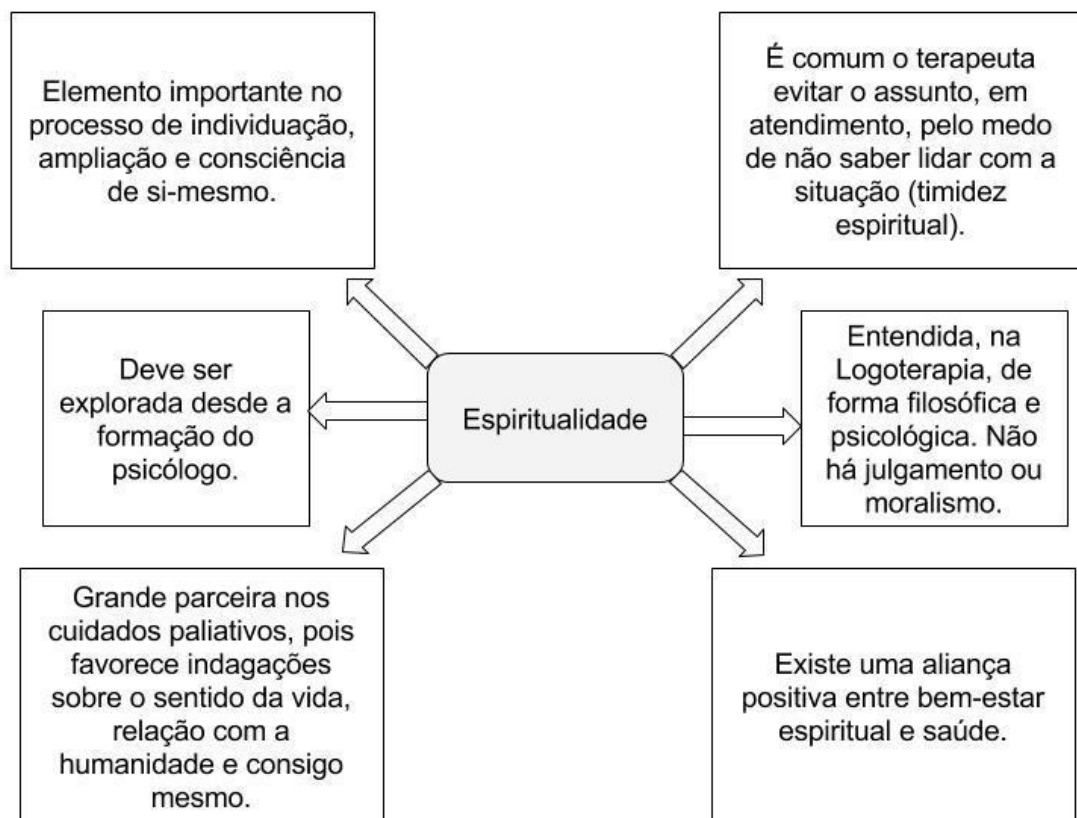 Elemento importante no
processo de individuação,
ampliação e consciência
de si-mesmo.
É comum o terapeuta
evitar o assunto, em
atendimento, pelo medo
de não saber lidar com a
situação (timidez
espiritual).
Deve ser
explorada desde a
formação do
psicólogo.
Espiritualidade
Entendida, na
Logoterapia, de
forma filosófica e
psicológica. Não
há julgamento ou
moralismo.
Grande parceira nos
cuidados paliativos, pois
favorece indagações
sobre o sentido da vida,
relação com a
humanidade e consigo
mesmo.
Existe uma aliança
positiva entre bem-estar
espiritual e saúde.